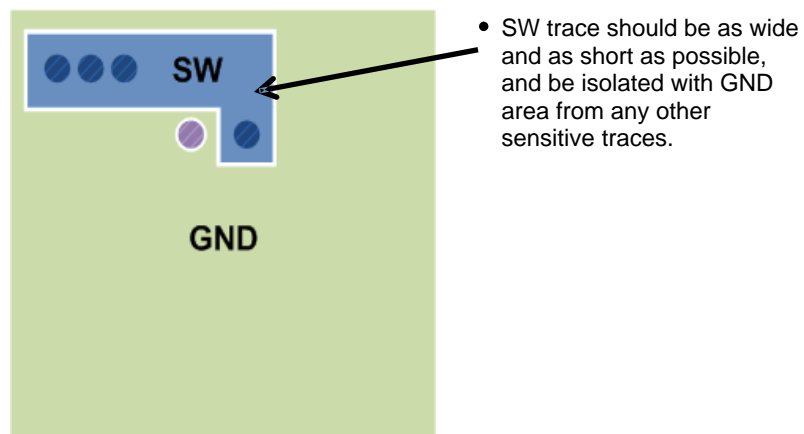 SW
GND
• SW trace should be as wide
and as short as possible,
and be isolated with GND
area from any other
sensitive traces.